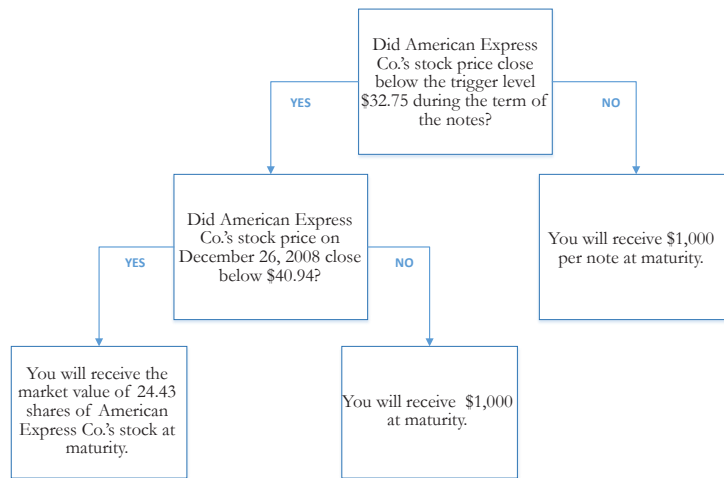 Did American Express
Co.'s stock price close
below the trigger level
$32.75 during the term of
the notes?
YES
NO
Did American Express
Co.'s stock price on
December 26, 2008 close
below $40.94?
You will receive $1,000
per note at maturity.
YES
NO
You will receive the
market value of 24.43
shares of American
Express Co.'s stock at
maturity.
You will receive $1,000
at maturity.